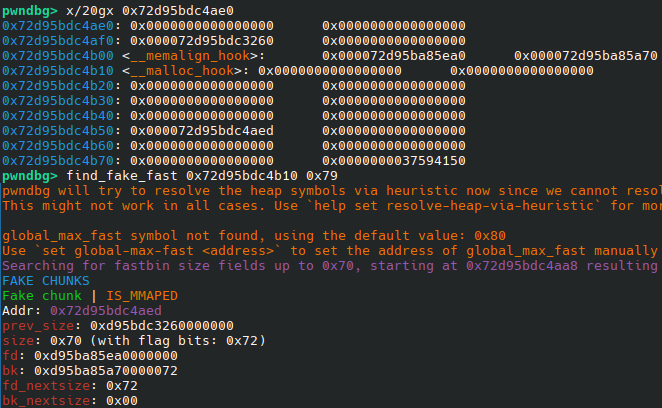 pwndbg> x/20gx 0x72d95bdc4ae0
0x72d95bdc4ae0: 0x0000000000000000 0x0000000000000000
0x72d95bdc4af0: 0x000072d95bdc3260 0x0000000000000000
0x72d95bdc4b00 <__memalign_hook>: 0x000072d95ba85ea0 0x000072d95ba85a70
0x72d95bdc4b10 <__malloc_hook>: 0x0000000000000000 0x0000000000000000
0x72d95bdc4b20: 0x0000000000000000 0x0000000000000000
0x72d95bdc4b30: 0x0000000000000000 0x0000000000000000
0x72d95bdc4b40: 0x0000000000000000 0x0000000000000000
0x72d95bdc4b50: 0x000072d95bdc4aed 0x0000000000000000
0x72d95bdc4b60: 0x0000000000000000 0x0000000000000000
0x72d95bdc4b70: 0x0000000000000000 0x0000000037594150
pwndbg> find_fake_fast 0x72d95bdc4b10 0x79
pwndbg will try to resolve the heap symbols via heuristic now since we cannot resol
This might not work in all cases. Use `help set resolve-heap-via-heuristic` for mor
global_max_fast symbol not found, using the default value: 0x80
Use `set global-max-fast <address>` to set the address of global_max_fast manually
Searching for fastbin size fields up to 0x70, starting at 0x72d95bdc4aa8 resulting
FAKE CHUNKS
Fake chunk | IS_MMAPED
Addr: 0x72d95bdc4aed
prev_size: 0xd95bdc3260000000
size: 0x70 (with flag bits: 0x72)
fd: 0xd95ba85ea0000000
bk: 0xd95ba85a70000072
fd_nextsize: 0x72
bk_nextsize: 0x00